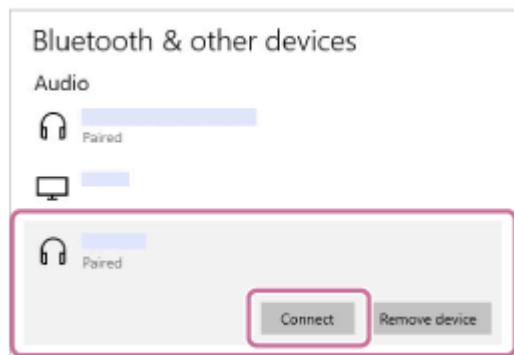 Bluetooth & other devices
Audio
Paired
Paired
Connect Remove device